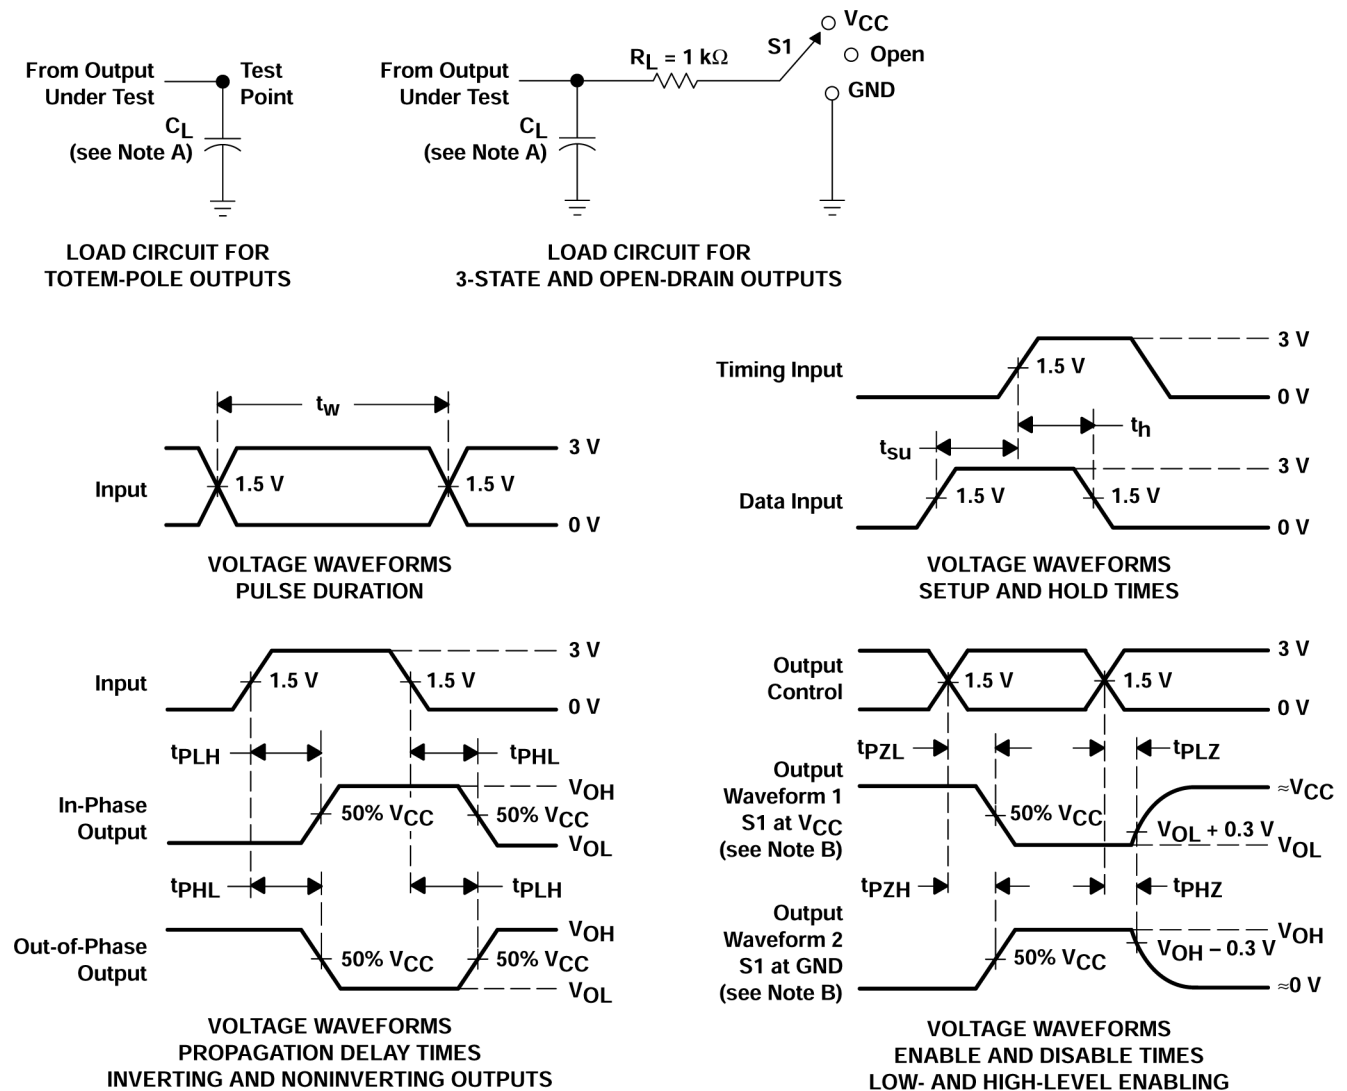 From Output
Under Test
Test
Point
CL
(see Note A)
LOAD CIRCUIT FOR
TOTEM-POLE OUTPUTS
From Output
Under Test
RL = 1 kΩ
S1
VCC
Open
GND
CL
(see Note A)
LOAD CIRCUIT FOR
3-STATE AND OPEN-DRAIN OUTPUTS
tw
Input
1.5 V
1.5 V
3 V
0 V
VOLTAGE WAVEFORMS
PULSE DURATION
Timing Input
1.5 V
3 V
0 V
th
tsu
Data Input
1.5 V
1.5 V
3 V
0 V
VOLTAGE WAVEFORMS
SETUP AND HOLD TIMES
Input
1.5 V
1.5 V
3 V
0 V
tPLH
tPHL
In-Phase
Output
50% VCC
50% VCC
VOH
VOL
tPHL
tPLH
Out-of-Phase
Output
50% VCC
50% VCC
VOH
VOL
VOLTAGE WAVEFORMS
PROPAGATION DELAY TIMES
INVERTING AND NONINVERTING OUTPUTS
Output
Control
1.5 V
1.5 V
3 V
0 V
tPZL
tPLZ
Output
Waveform 1
S1 at VCC
(see Note B)
50% VCC
VOL + 0.3 V
≈VCC
VOL
tPZH
tPHZ
Output
Waveform 2
S1 at GND
(see Note B)
50% VCC
VOH − 0.3 V
VOH
≈0 V
VOLTAGE WAVEFORMS
ENABLE AND DISABLE TIMES
LOW- AND HIGH-LEVEL ENABLING